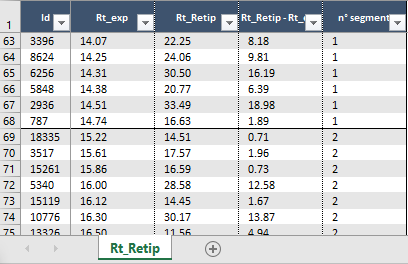 1 Id Rt_exp Rt_Retip Rt_Retip - Rt_ n° segment
63 3396 14.07 22.25 8.18 1
64 8624 14.25 24.06 9.81 1
65 6256 14.31 30.50 16.19 1
66 5848 14.38 20.77 6.39 1
67 2936 14.51 33.49 18.98 1
68 787 14.74 16.63 1.89 1
69 18335 15.22 14.51 0.71 2
70 3517 15.61 17.57 1.96 2
71 15261 15.86 16.59 0.73 2
72 5340 16.00 28.58 12.58 2
73 15119 16.12 14.45 1.67 2
74 10776 16.30 30.17 13.87 2
75 13326 16.50 11.56 4.94 2
Rt_Retip